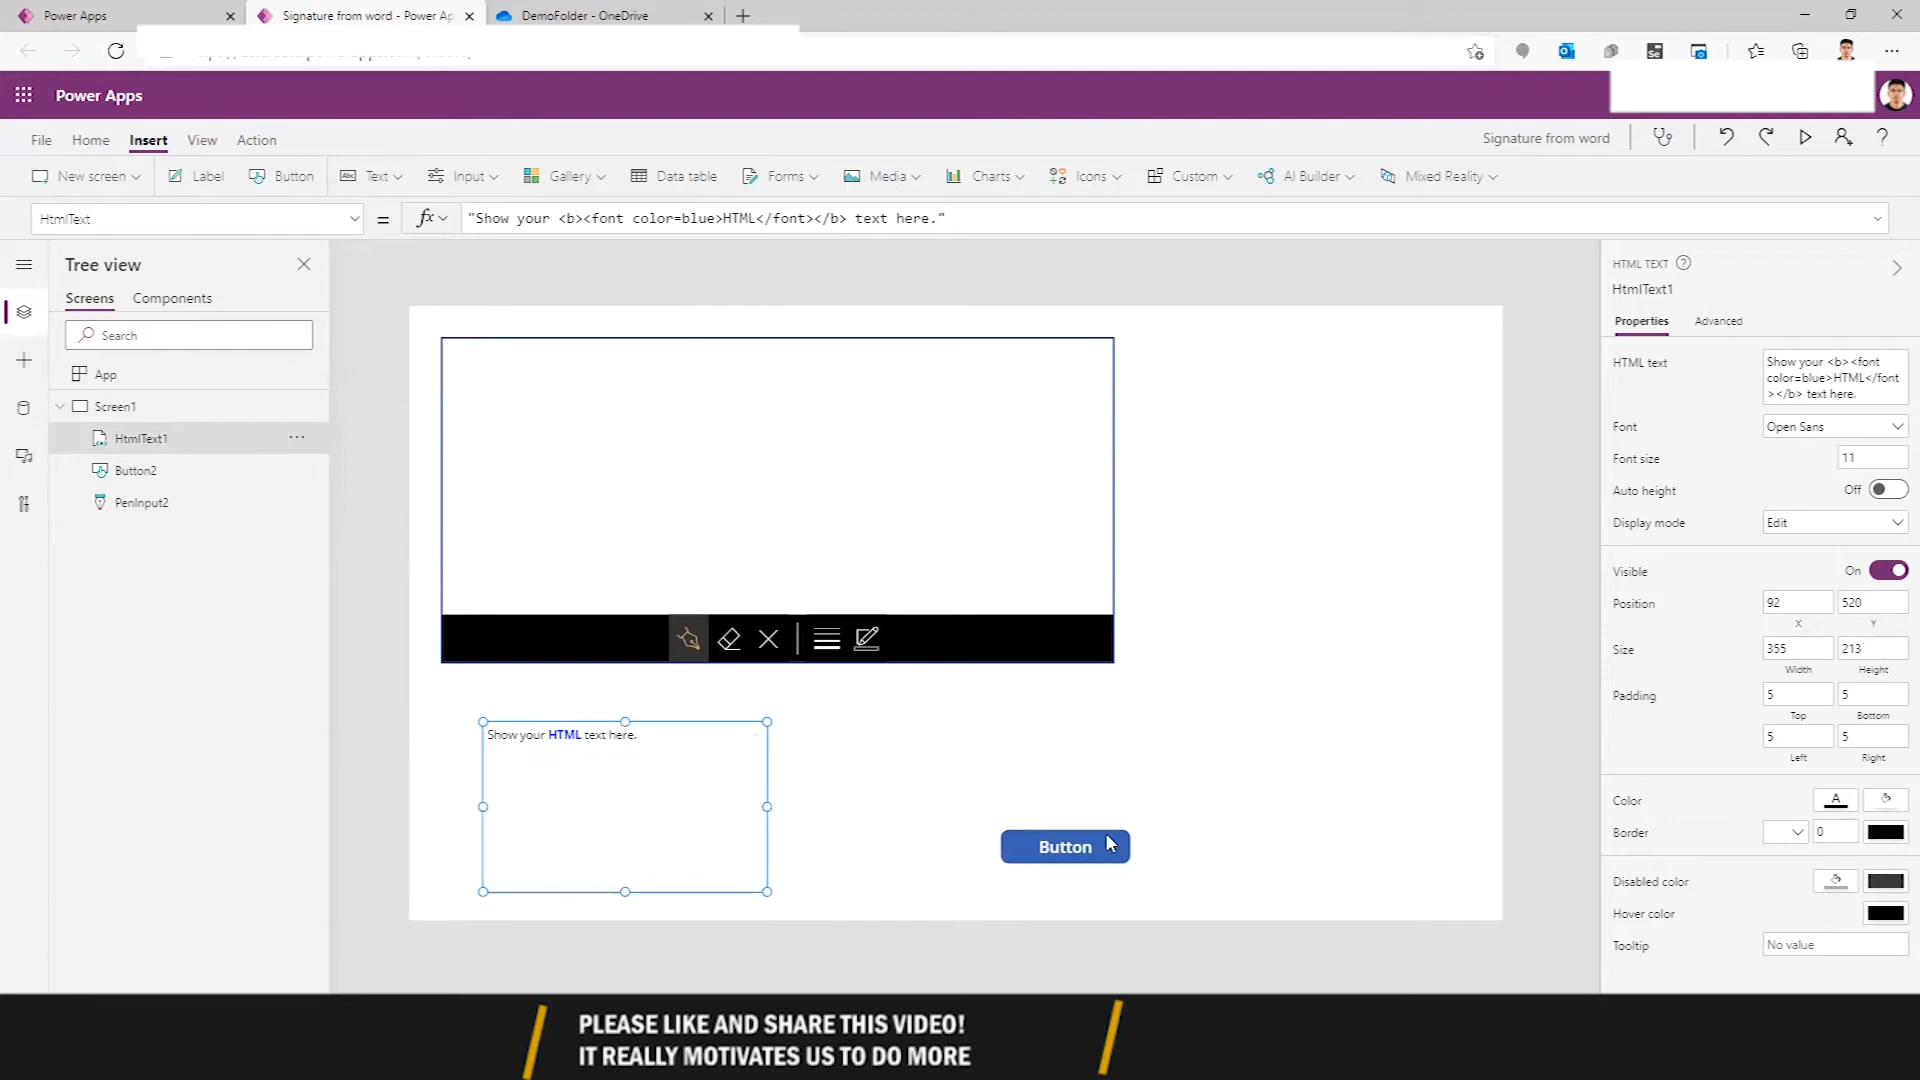 Power Apps
Signature from word - Power Ap
DemoFolder - OneDrive
Power Apps
File Home Insert View Action
Signature from word
New screen Label Button Text Input Gallery Data table Forms Media Charts Icons Custom AI Builder Mixed Reality
HtmlText = fx "Show your <b><font color=blue>HTML</font></b> text here."
Tree view
Screens Components
Search
App
Screen1
HtmlText1
Button2
PenInput2
Show your HTML text here.
Button
HTML TEXT
HtmlText1
Properties Advanced
HTML text
Show your <b><font
color=blue>HTML</font
></b> text here.
Font Open Sans
Font size 11
Auto height Off
Display mode Edit
Visible On
Position 92 520
X Y
Size 355 213
Width Height
Padding 5 5
Top Bottom
5 5
Left Right
Color
Border 0
Disabled color
Hover color
Tooltip No value
PLEASE LIKE AND SHARE THIS VIDEO!
IT REALLY MOTIVATES US TO DO MORE